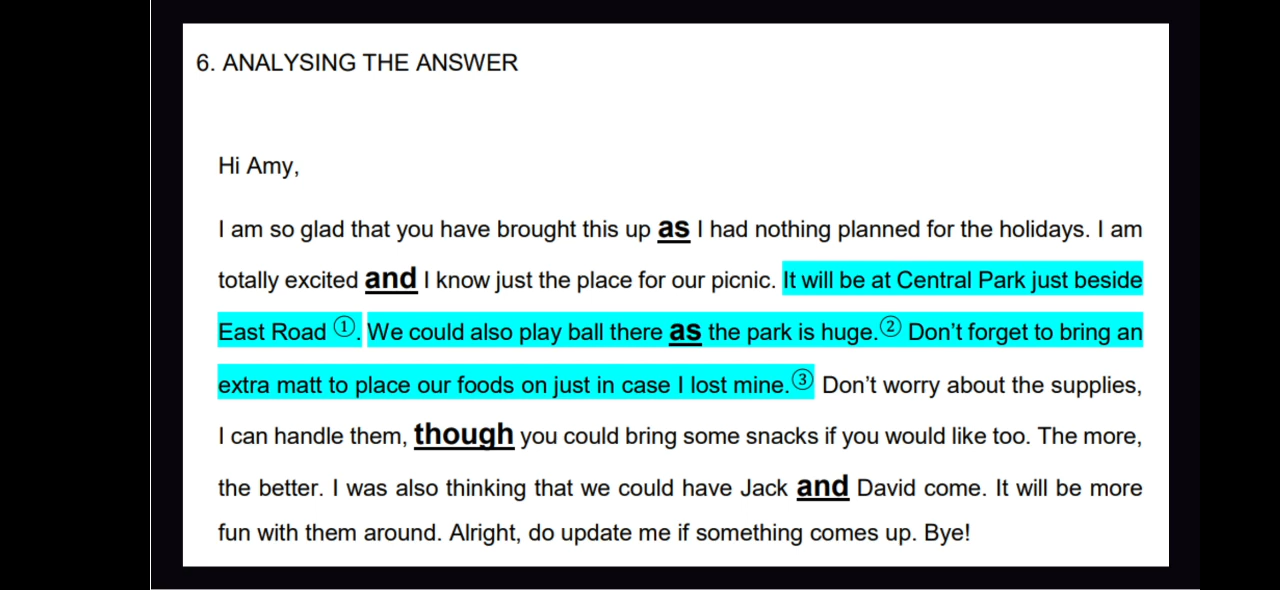 6. ANALYSING THE ANSWER
Hi Amy,
I am so glad that you have brought this up as I had nothing planned for the holidays. I am
totally excited and I know just the place for our picnic. It will be at Central Park just beside
East Road ①. We could also play ball there as the park is huge.② Don't forget to bring an
extra matt to place our foods on just in case I lost mine.③ Don't worry about the supplies,
I can handle them, though you could bring some snacks if you would like too. The more,
the better. I was also thinking that we could have Jack and David come. It will be more
fun with them around. Alright, do update me if something comes up. Bye!